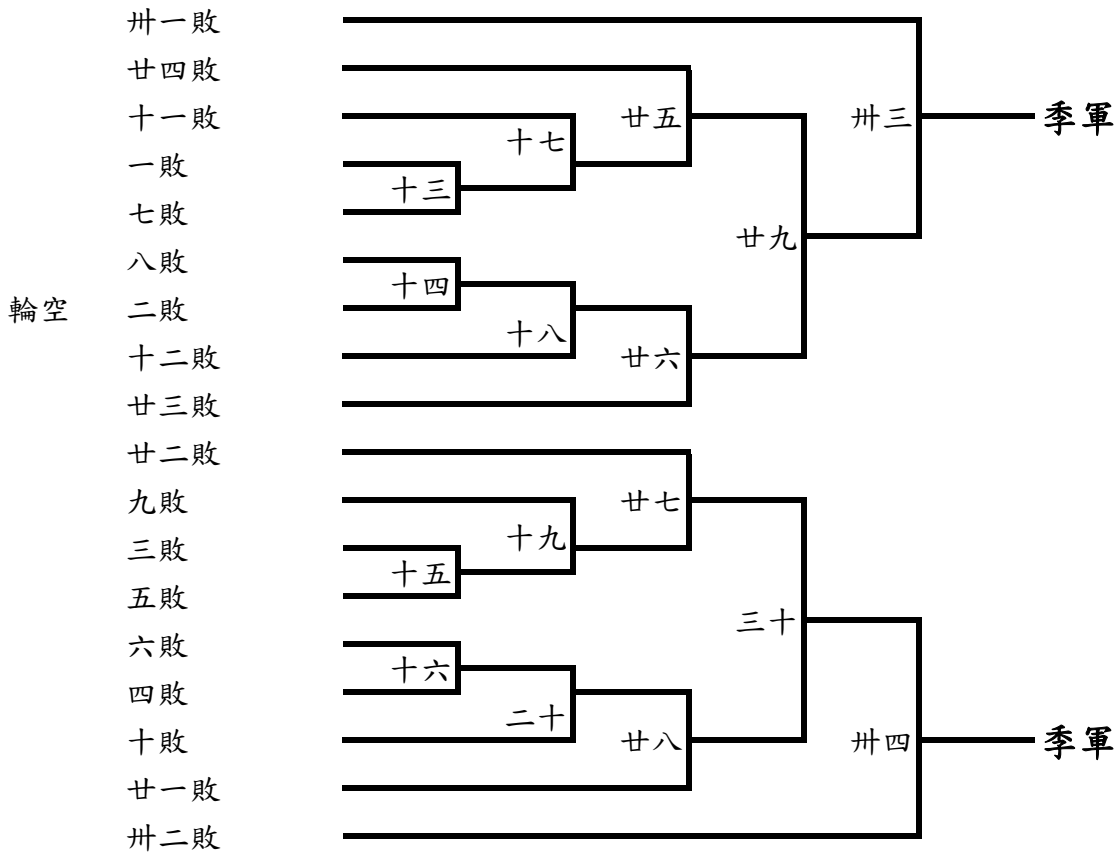 卅一敗
廿四敗
十一敗 廿五 卅三 季軍
十七
一敗
十三
七敗
廿九
八敗
十四
輪空 二敗
十八
十二敗 廿六
廿三敗
廿二敗
九敗 廿七
十九
三敗
十五
五敗
三十
六敗
十六
四敗
二十
十敗 廿八 卅四 季軍
廿一敗
卅二敗